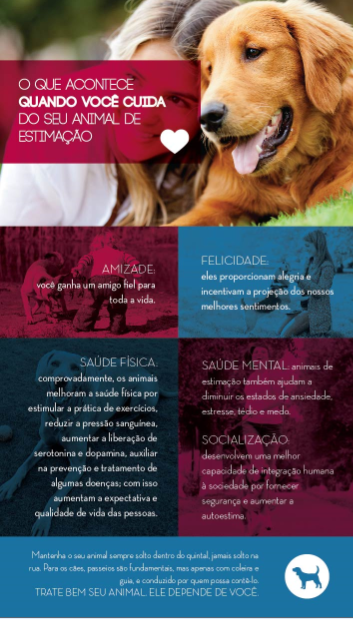 O QUE ACONTECE
QUANDO VOCÊ CUIDA
DO SEU ANIMAL DE
ESTIMAÇÃO
AMIZADE:
você ganha um amigo fiel para
toda a vida.
FELICIDADE:
eles proporcionam alegria e
incentivam a projeção dos nossos
melhores sentimentos.
SAÚDE FÍSICA:
comprovadamente, os animais
melhoram a saúde física por
estimular a prática de exercícios,
reduzir a pressão sanguínea,
aumentar a liberação de
serotonina e dopamina, auxiliar
na prevenção e tratamento de
algumas doenças; com isso
aumentam a expectativa e
qualidade de vida das pessoas.
SAÚDE MENTAL: animais de
estimação também ajudam a
diminuir os estados de ansiedade,
estresse, tédio e medo.
SOCIALIZAÇÃO:
desenvolvem uma melhor
capacidade de integração humana
à sociedade por fornecer
segurança e aumentar a
autoestima.
Mantenha o seu animal sempre solto dentro do quintal, jamais solto na
rua. Para os cães, passeios são fundamentais, mas apenas com coleira e
guia, e conduzido por quem possa contê-lo.
TRATE BEM SEU ANIMAL. ELE DEPENDE DE VOCÊ.